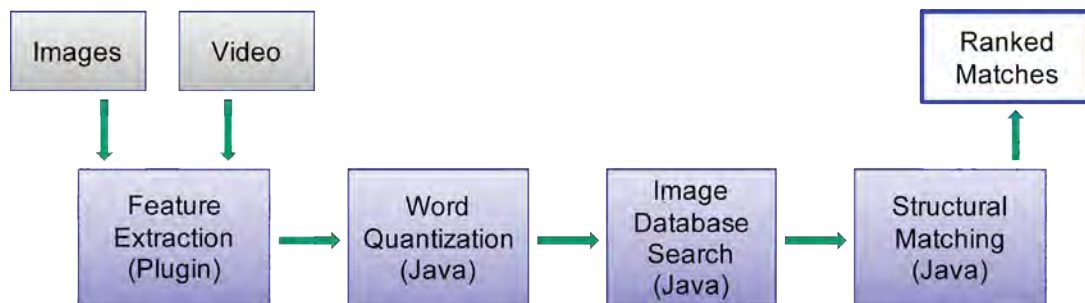 Images
Video
Ranked
Matches
Feature
Extraction
(Plugin)
Word
Quantization
(Java)
Image
Database
Search
(Java)
Structural
Matching
(Java)